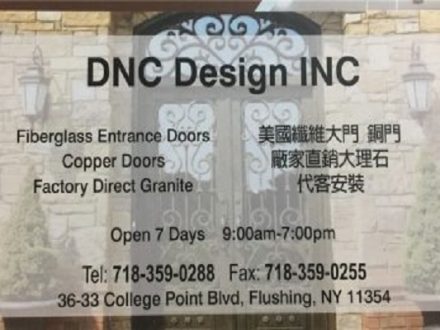 DNC Design INC
Fiberglass Entrance Doors 美國纖維大門 銅門
Copper Doors 廠家直銷大理石
Factory Direct Granite 代客安裝
Open 7 Days 9:00am-7:00pm
Tel: 718-359-0288 Fax: 718-359-0255
36-33 College Point Blvd, Flushing, NY 11354